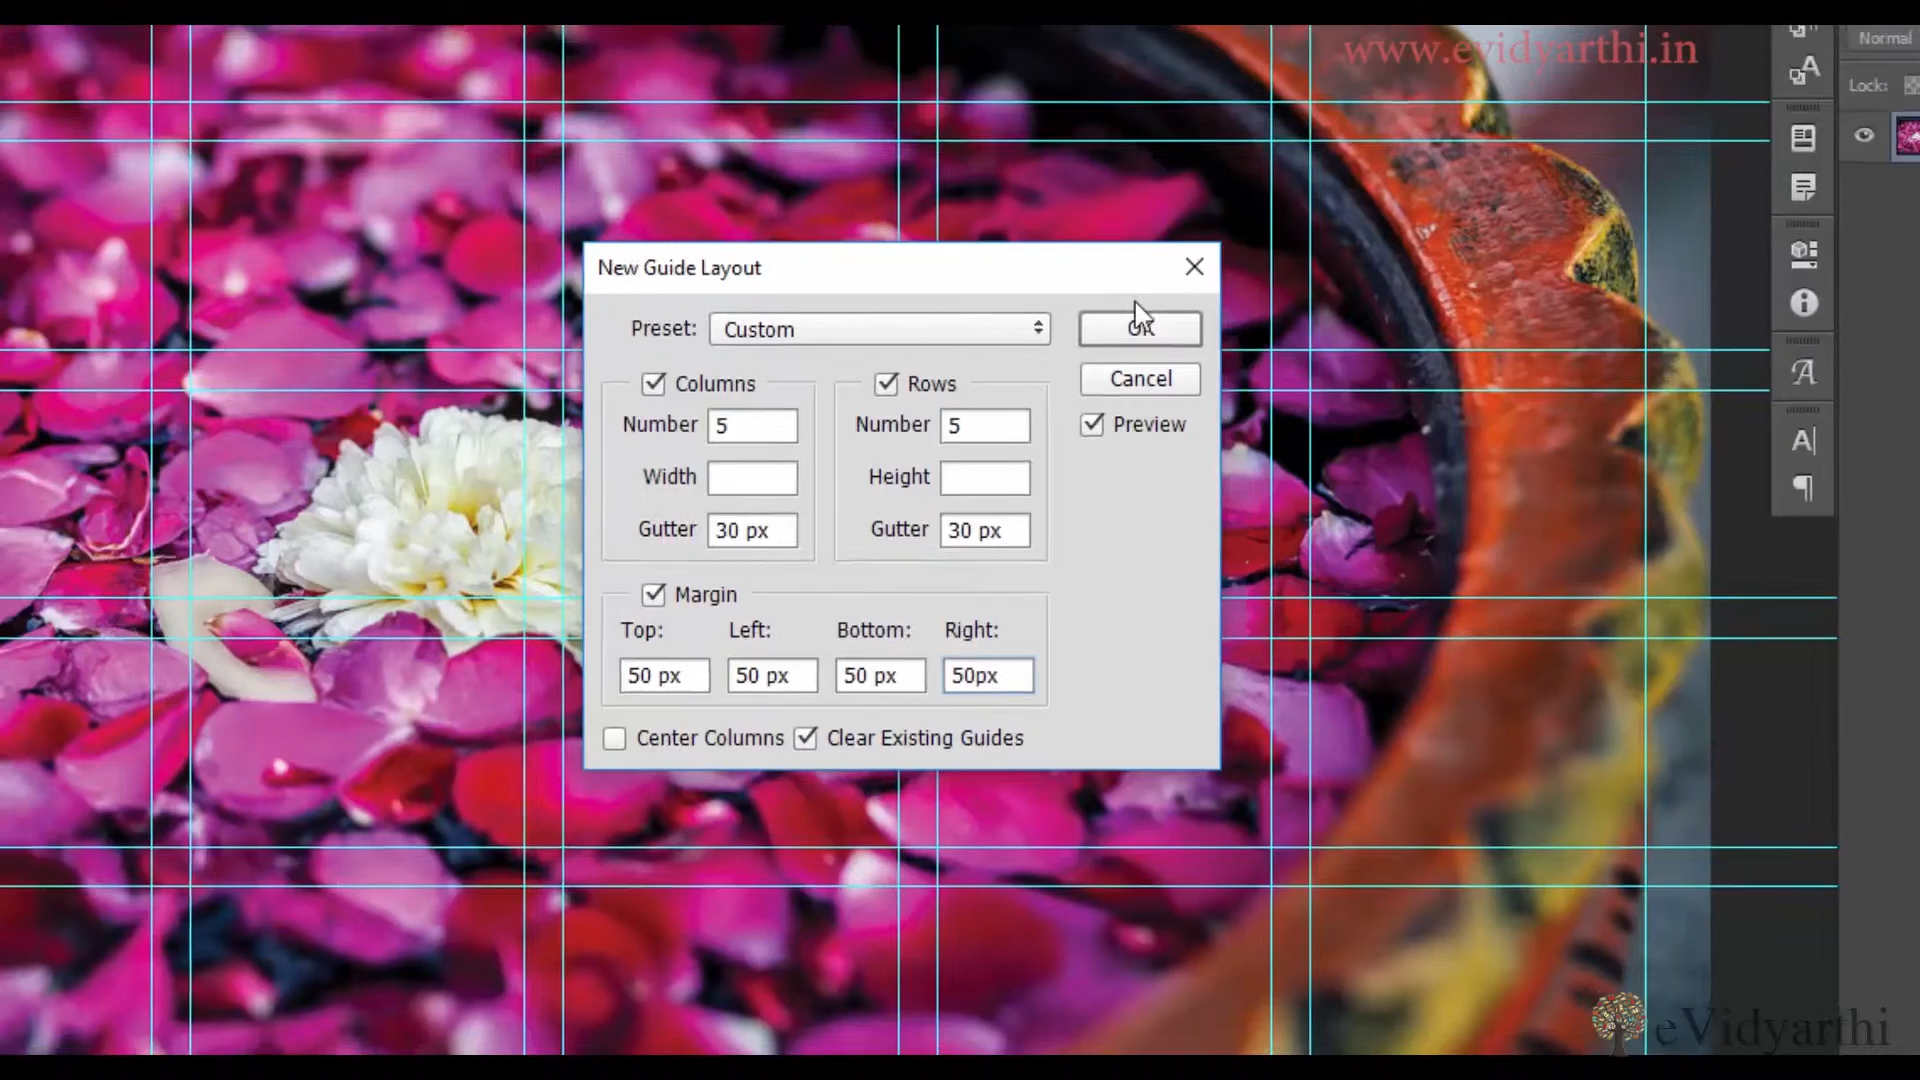 www.evidyarthi.in
Normal
Lock:
New Guide Layout
Preset: Custom
OK
Columns
Rows
Cancel
Number 5
Number 5
Preview
Width
Height
Gutter 30 px
Gutter 30 px
Margin
Top: Left: Bottom: Right:
50 px 50 px 50 px 50px
Center Columns Clear Existing Guides
eVidyarthi